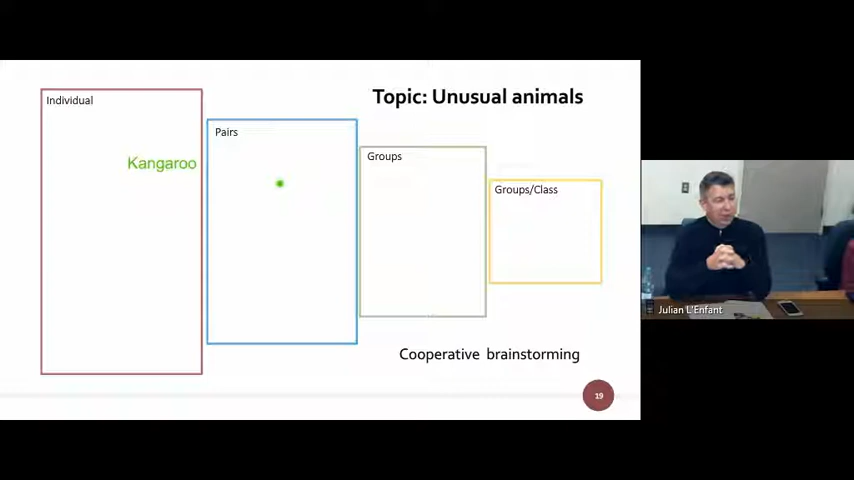 Topic: Unusual animals
Individual
Pairs
Groups
Groups/Class
Kangaroo
Cooperative brainstorming
19
Julian L'Enfant